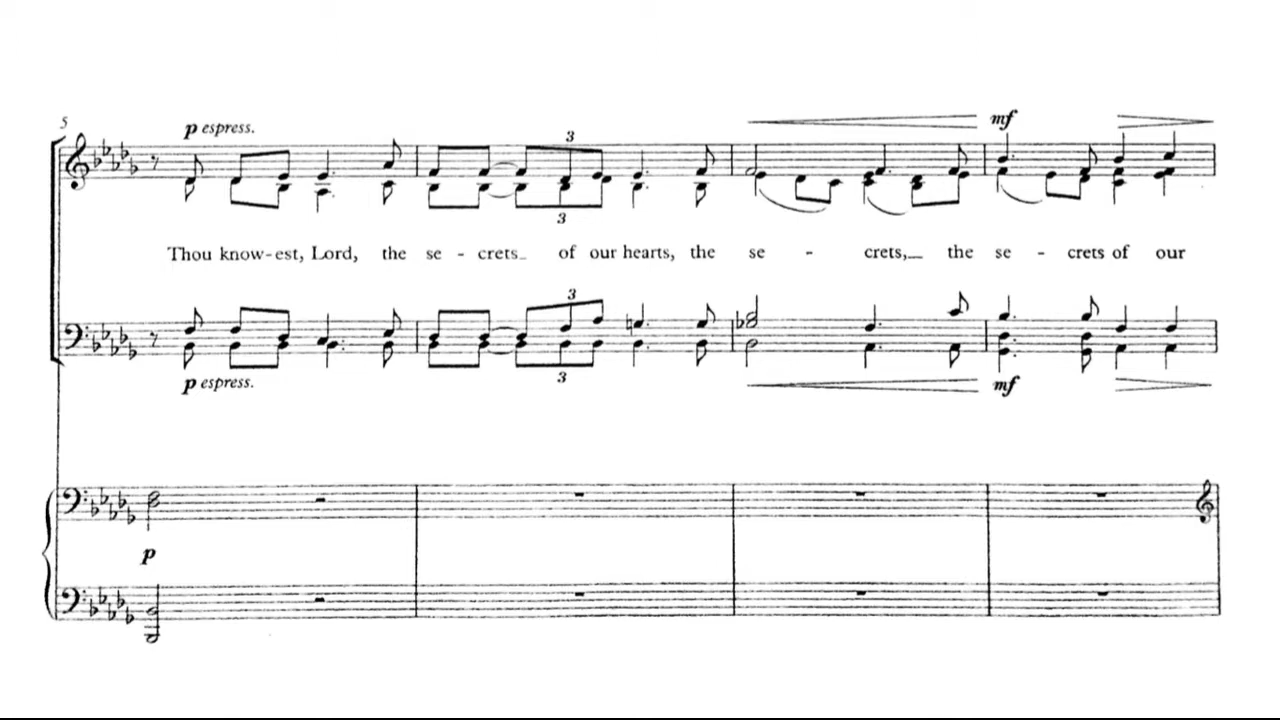 5
p espress.
3
3
mf
Thou know-est, Lord, the se - crets_ of our hearts, the se - crets,_ the se - crets of our
3
3
p espress.
mf
p